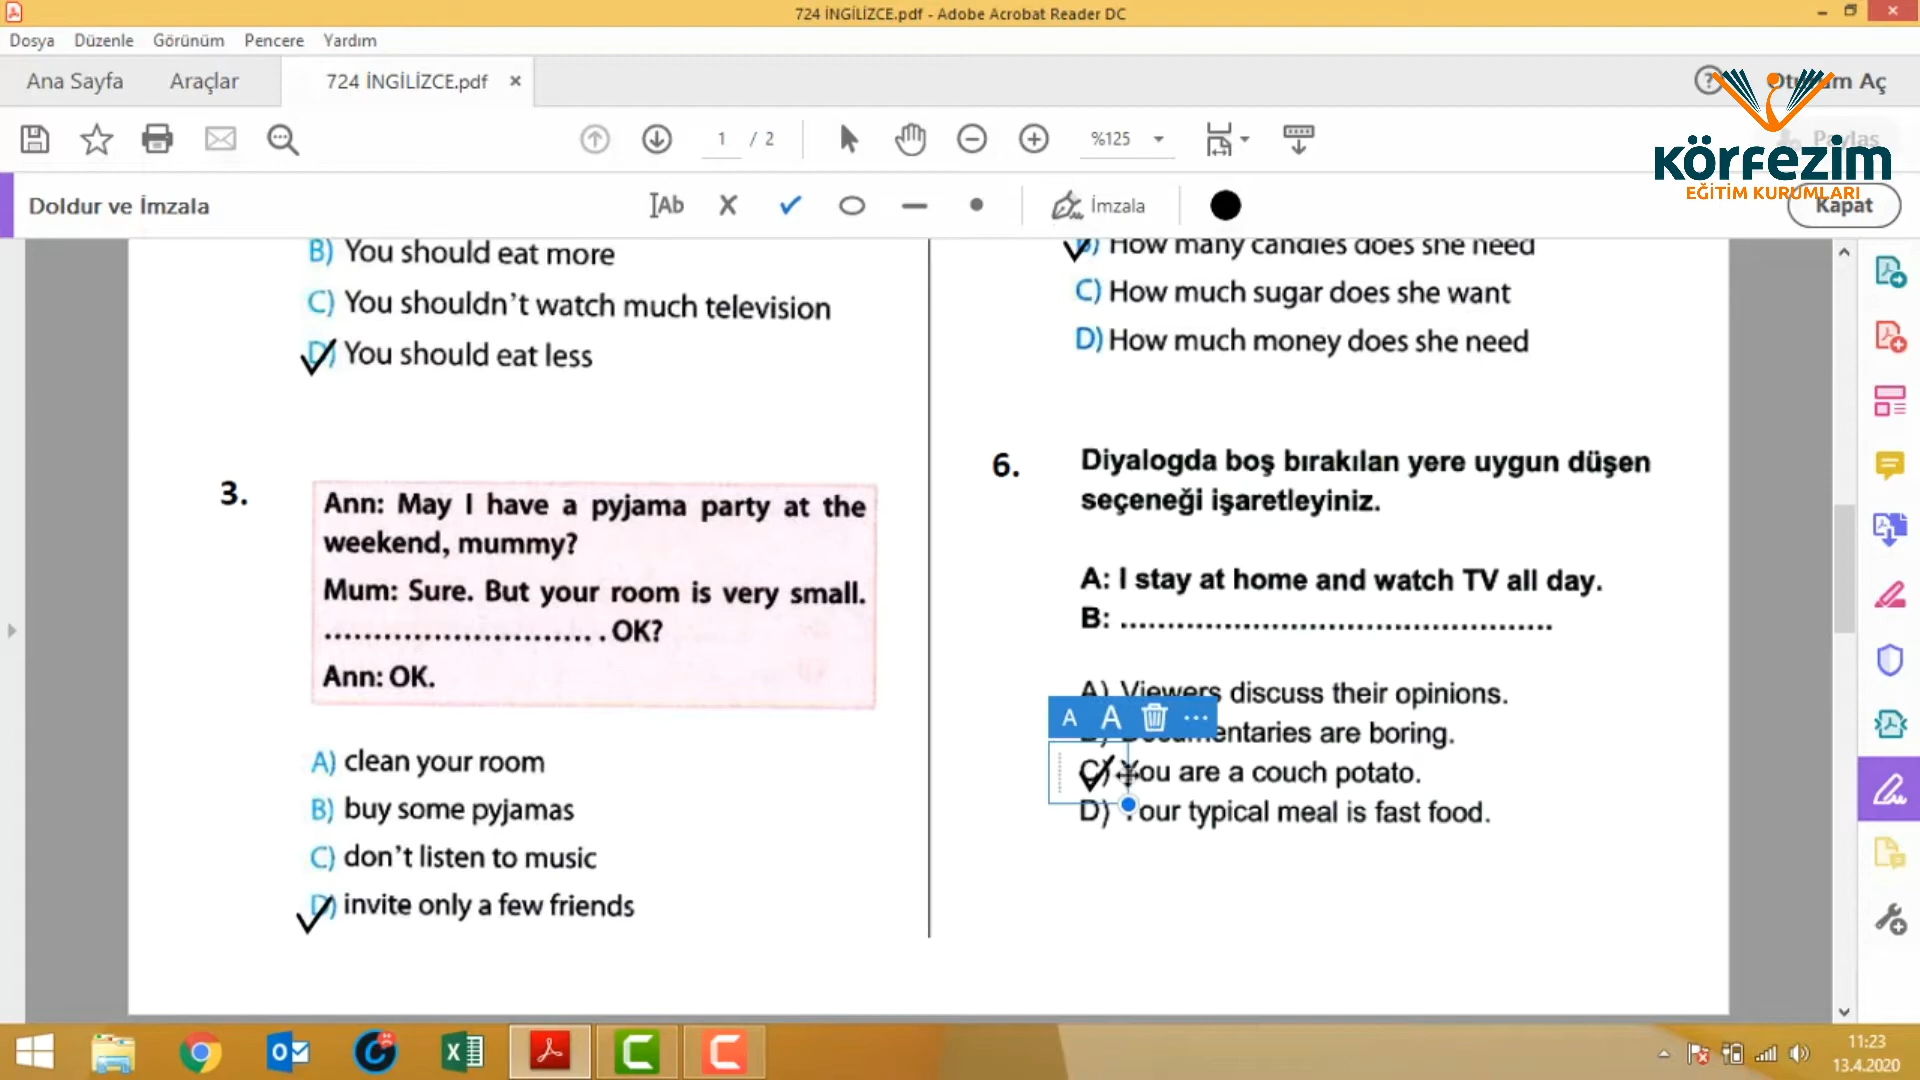 724 İNGİLİZCE.pdf - Adobe Acrobat Reader DC
Dosya Düzenle Görünüm Pencere Yardım
Ana Sayfa Araçlar 724 İNGİLİZCE.pdf Aç
1 / 2 %125 Paylaş
körfezim
EĞİTİM KURUMLARI
Doldur ve İmzala Ab İmzala Kapat
B) You should eat more
C) You shouldn't watch much television
D) You should eat less
3.
Ann: May I have a pyjama party at the
weekend, mummy?
Mum: Sure. But your room is very small.
........................... . OK?
Ann: OK.
A) clean your room
B) buy some pyjamas
C) don't listen to music
D) invite only a few friends
B) How many candles does she need
C) How much sugar does she want
D) How much money does she need
6.
Diyalogda boş bırakılan yere uygun düşen
seçeneği işaretleyiniz.
A: I stay at home and watch TV all day.
B: ..............................................
A) Viewers discuss their opinions.
A A
are boring.
C) You are a couch potato.
D) Your typical meal is fast food.
11:23
13.4.2020